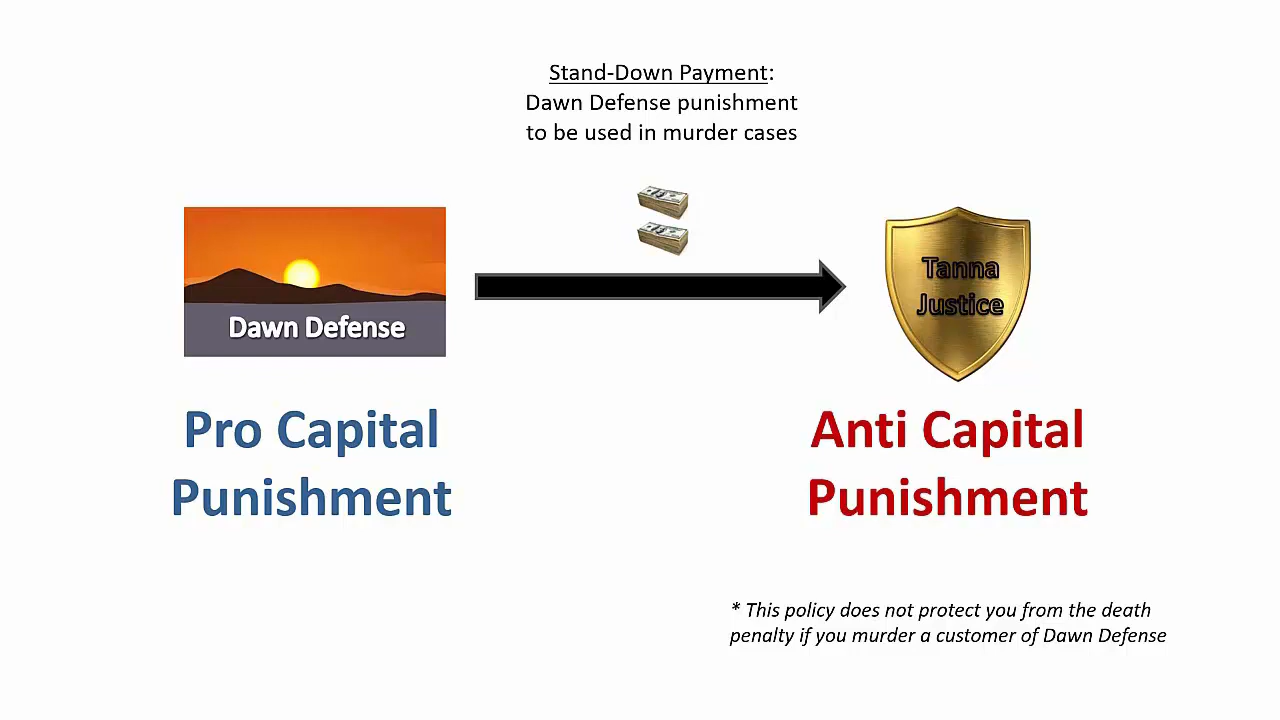 Stand-Down Payment:
Dawn Defense punishment
to be used in murder cases
Dawn Defense
Tanna
Justice
Pro Capital
Punishment
Anti Capital
Punishment
* This policy does not protect you from the death
penalty if you murder a customer of Dawn Defense